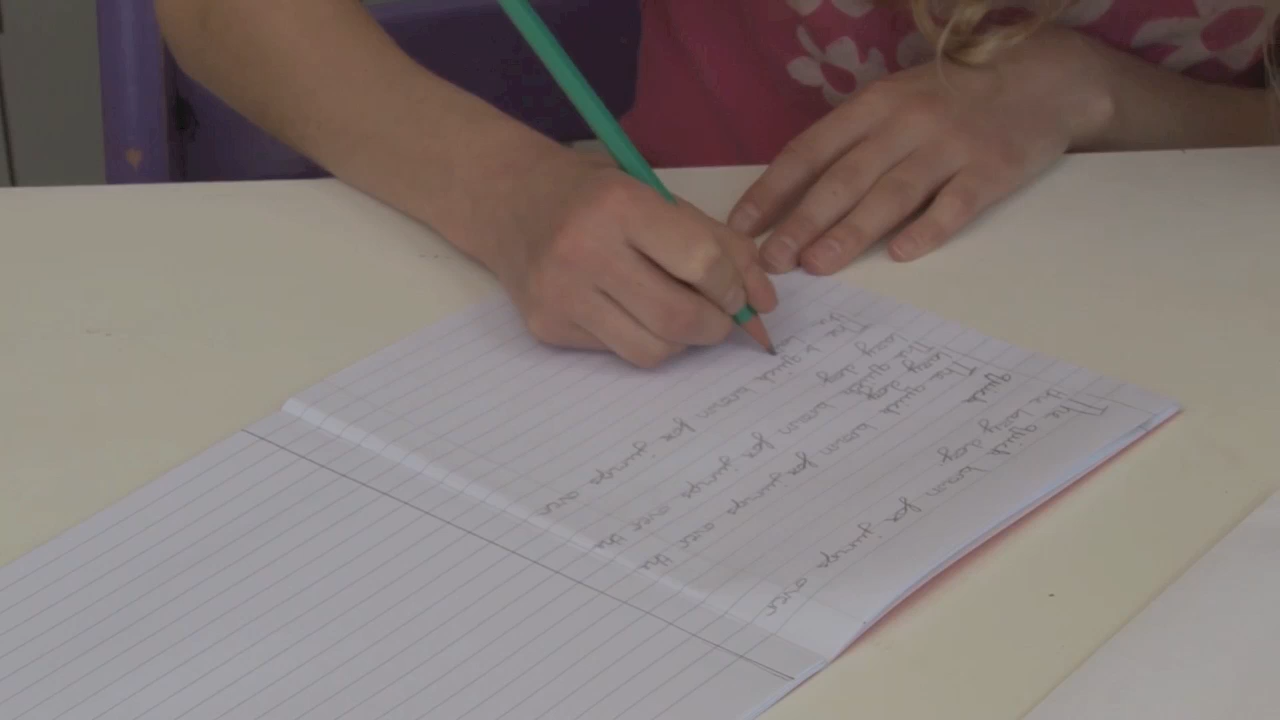 The quick brown fox jumps over
the lazy dog
quick
The quick brown fox jumps over the
lazy dog
The quick brown fox jumps over the
lazy dog
The quick brown fox jumps over
the